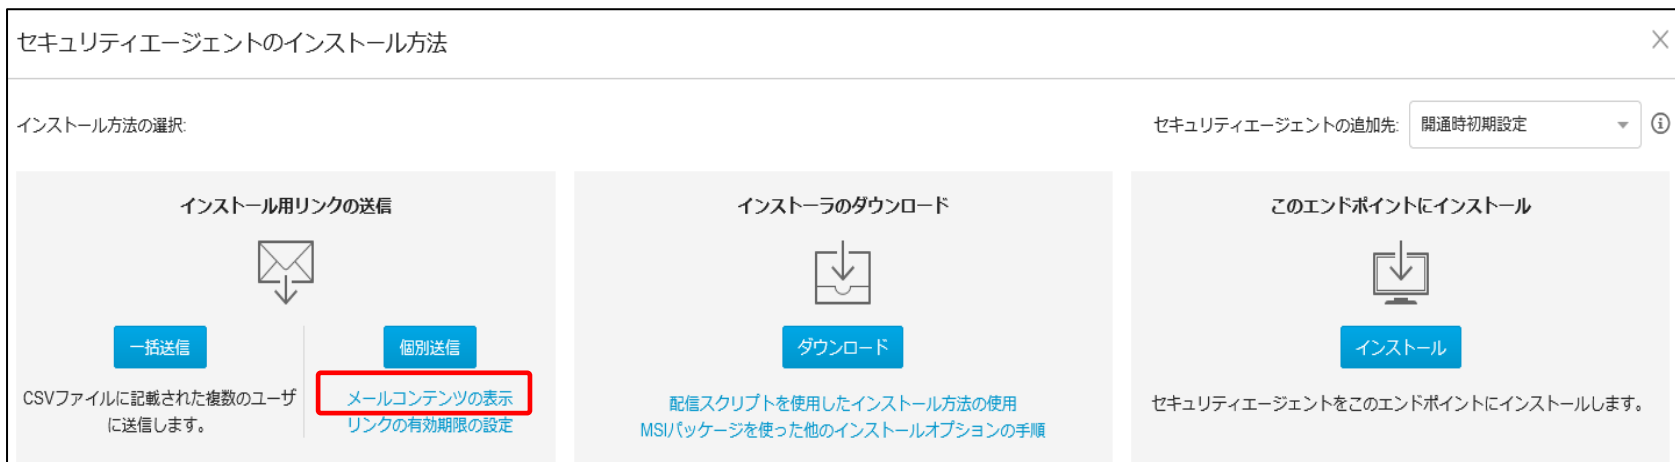 セキュリティエージェントのインストール方法
インストール方法の選択:
セキュリティエージェントの追加先:
開通時初期設定
インストール用リンクの送信
一括送信
CSVファイルに記載された複数のユーザ
に送信します。
個別送信
メールコンテンツの表示
リンクの有効期限の設定
インストーラのダウンロード
ダウンロード
配信スクリプトを使用したインストール方法の使用
MSIパッケージを使った他のインストールオプションの手順
このエンドポイントにインストール
インストール
セキュリティエージェントをこのエンドポイントにインストールします。